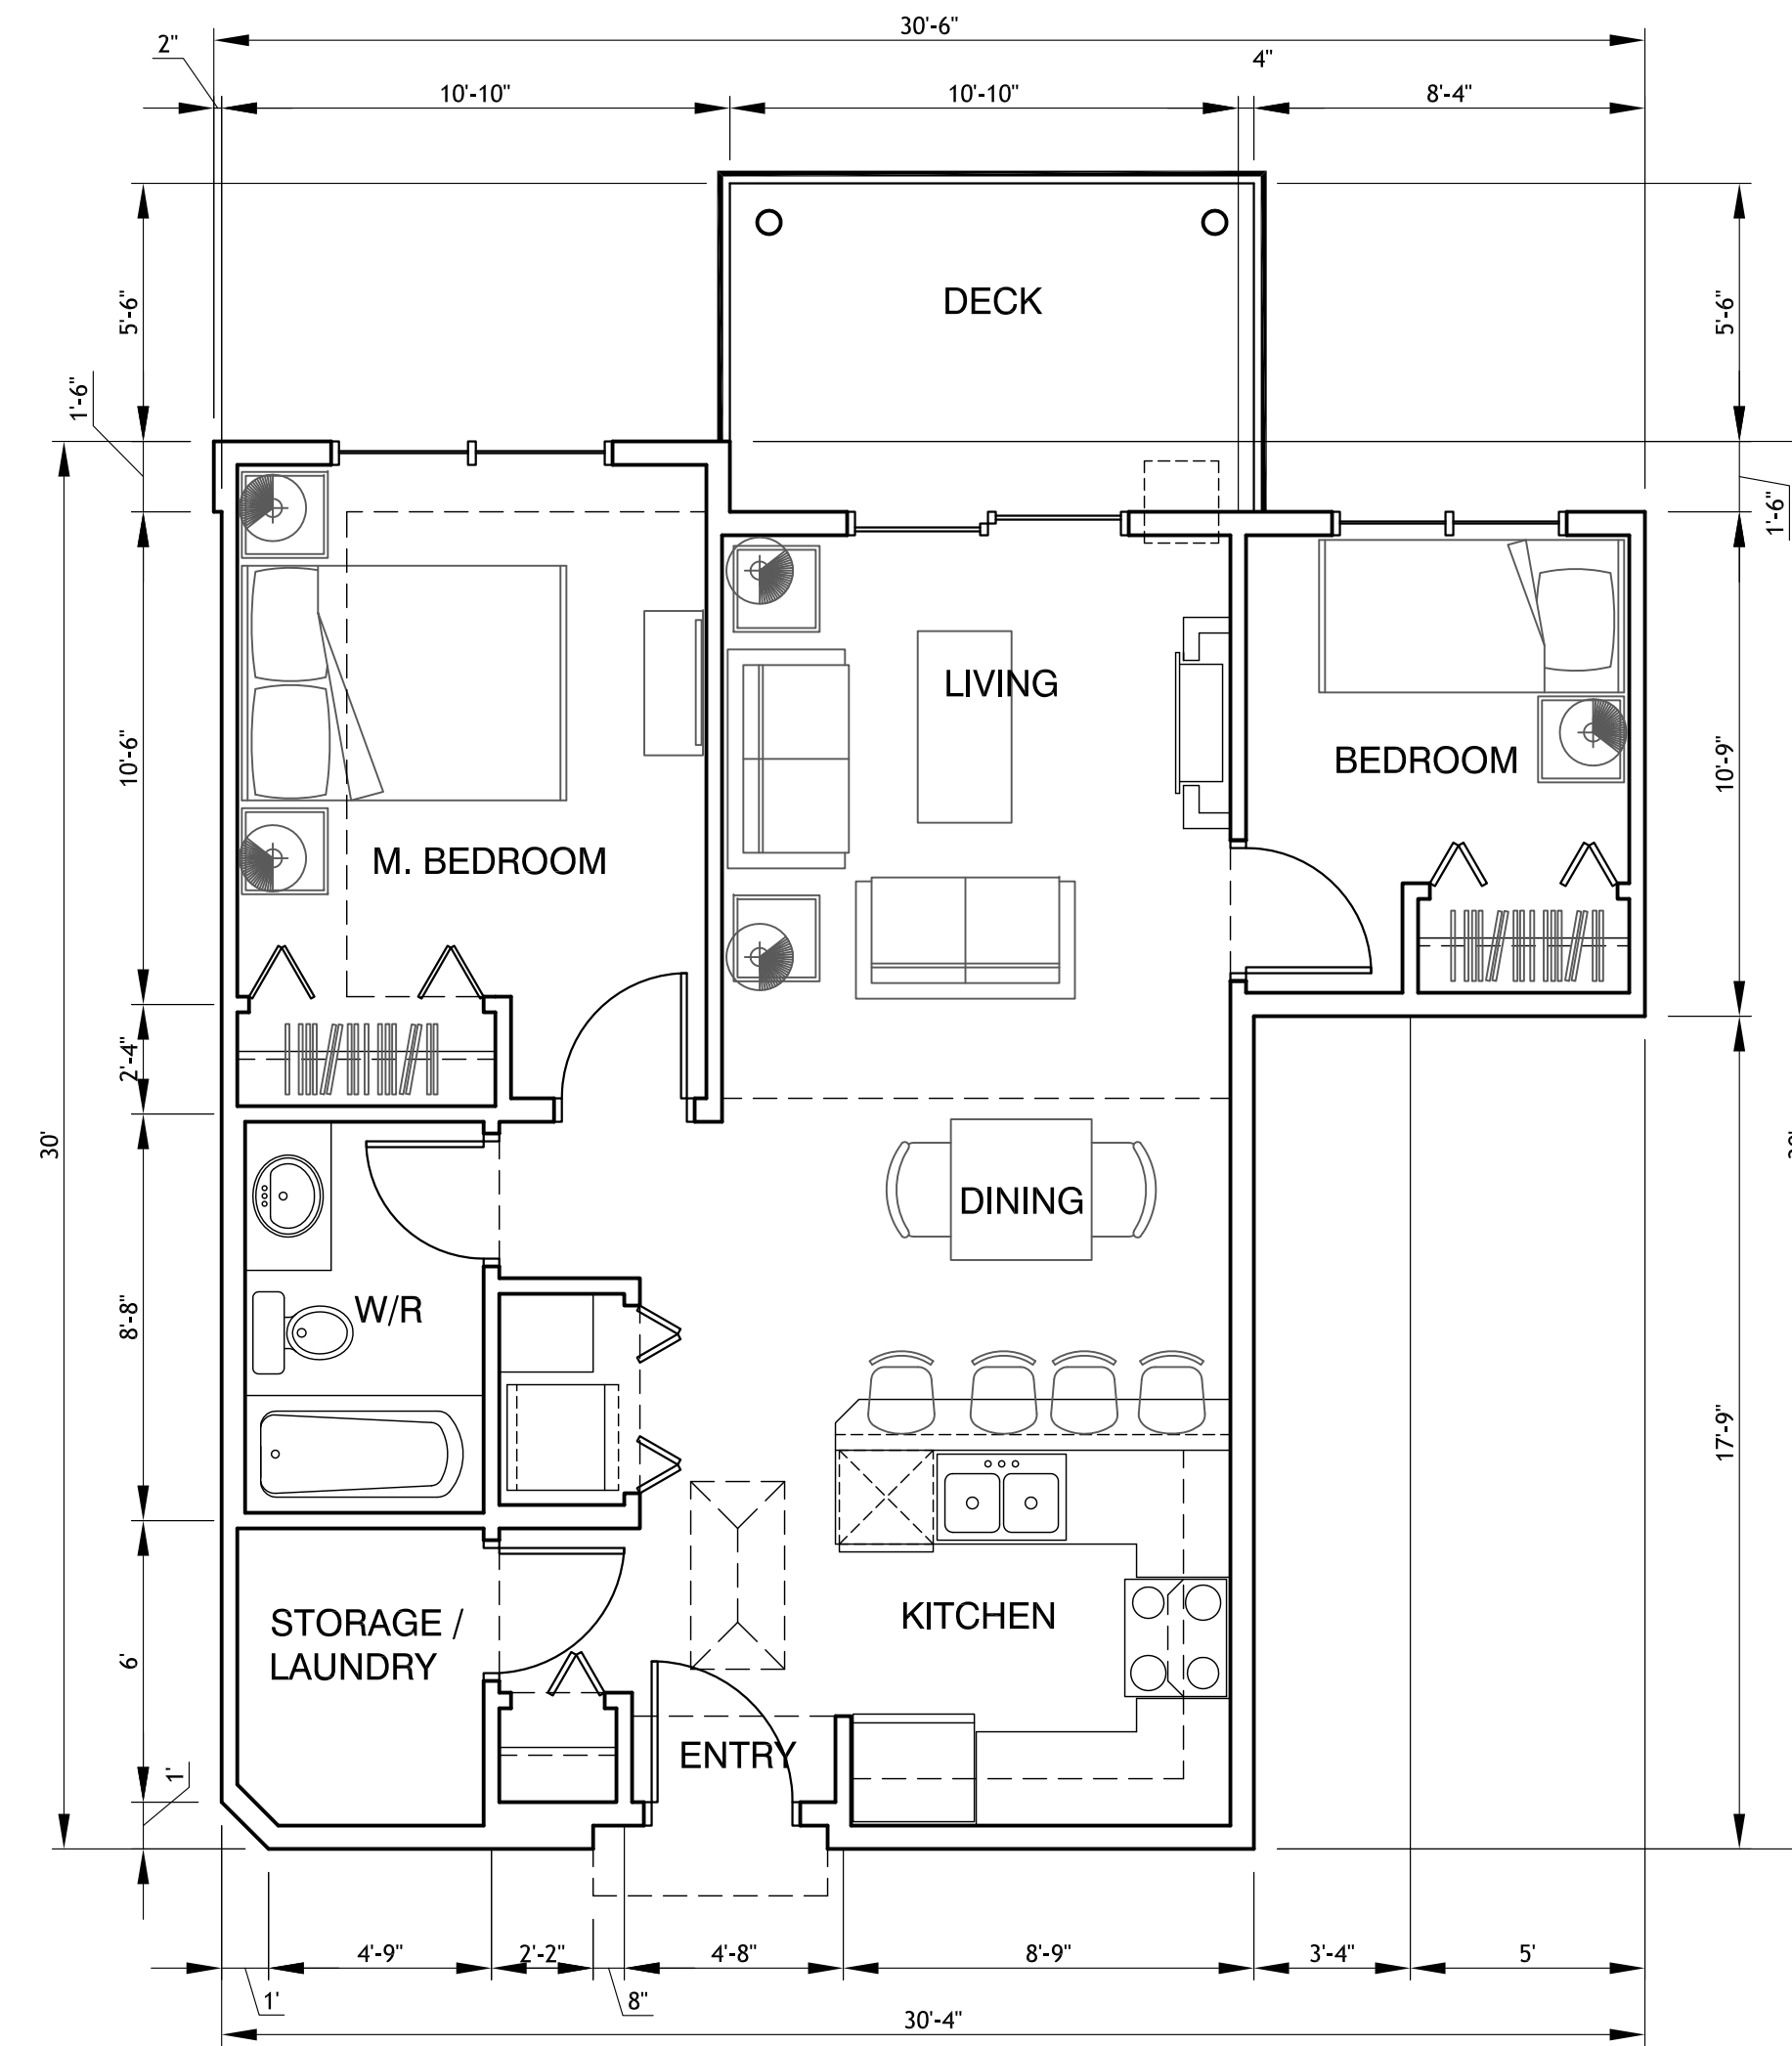 30'-6"
2"
4"
10'-10"
10'-10"
8'-4"
5'-6"
5'-6"
DECK
1'-6"
1'-6"
LIVING
10'-6"
10'-9"
BEDROOM
M. BEDROOM
2'-4"
30'
DINING
8'-8"
W/R
17'-9"
KITCHEN
STORAGE /
LAUNDRY
6'
ENTRY
1'
4'-9"
2'-2"
4'-8"
8'-9"
3'-4"
5'
1'
8"
30'-4"